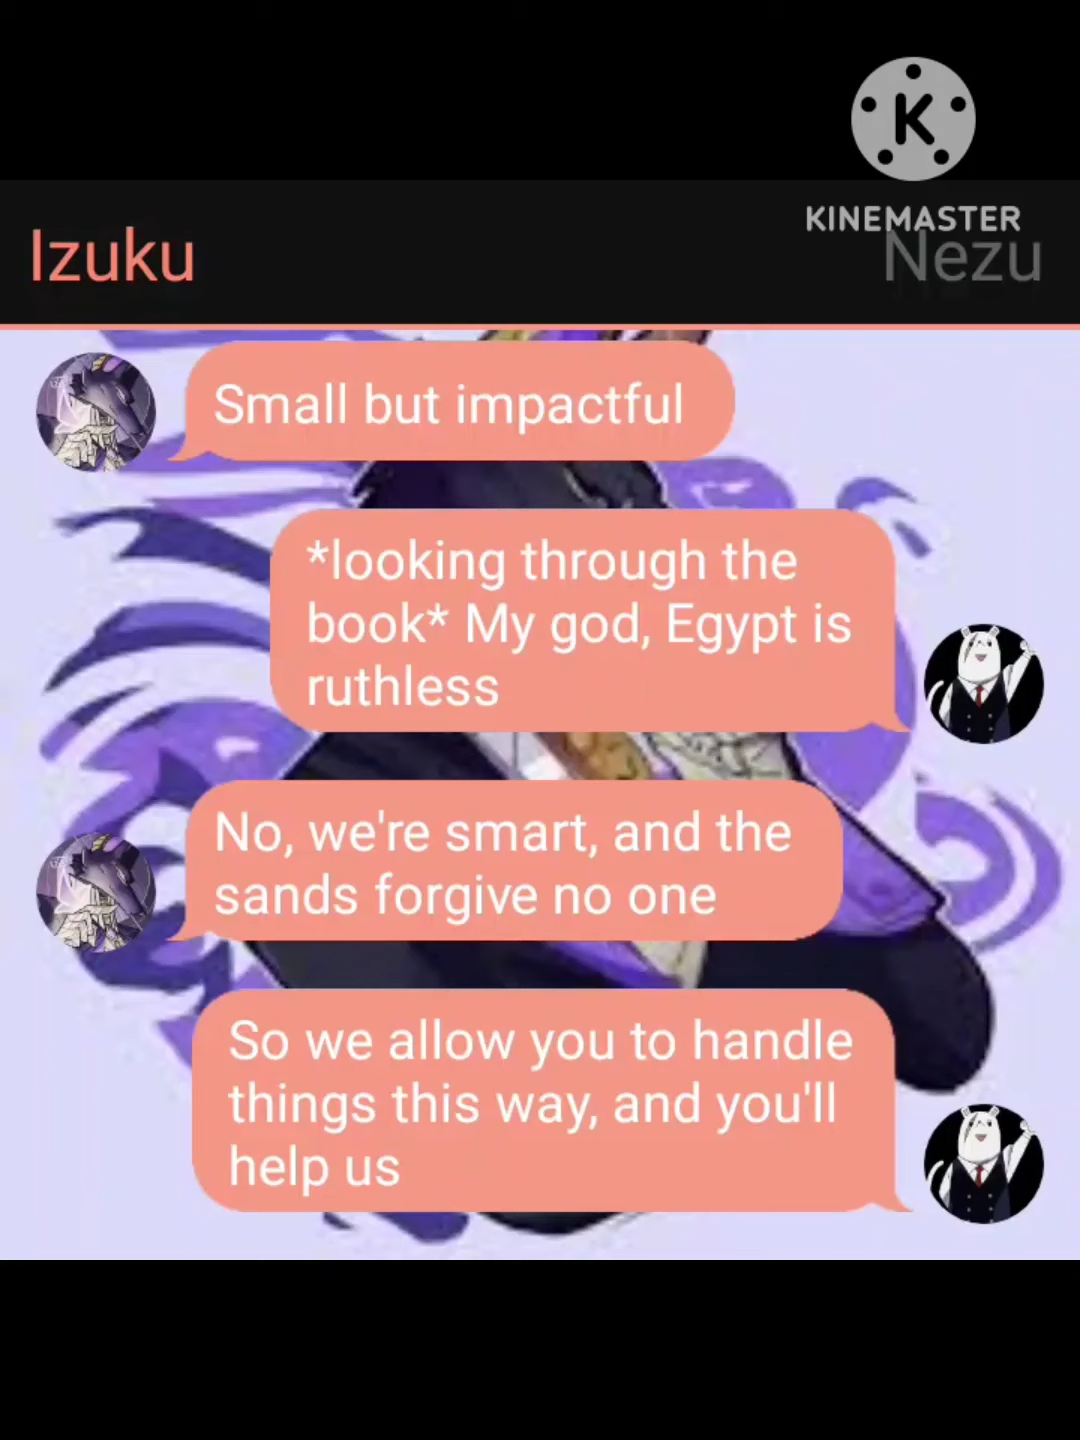 K
KINEMASTER
Izuku
Nezu
Small but impactful
*looking through the
book* My god, Egypt is
ruthless
No, we're smart, and the
sands forgive no one
So we allow you to handle
things this way, and you'll
help us